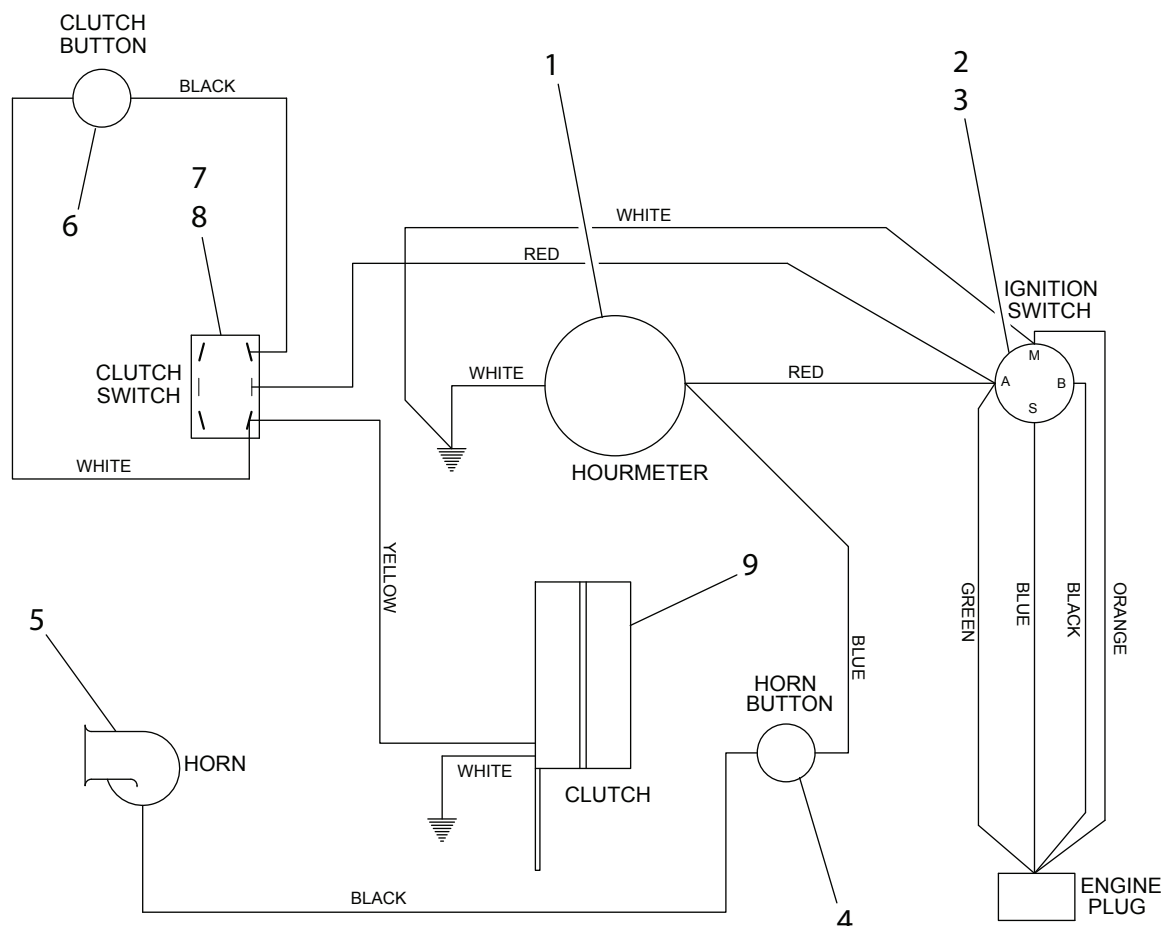 CLUTCH
BUTTON
BLACK
1
2
3
7
8
6
WHITE
RED
IGNITION
SWITCH
M
A
B
S
CLUTCH
SWITCH
WHITE
RED
HOURMETER
WHITE
YELLOW
9
GREEN
BLUE
BLACK
ORANGE
5
BLUE
HORN
BUTTON
HORN
WHITE
CLUTCH
BLACK
4
ENGINE
PLUG